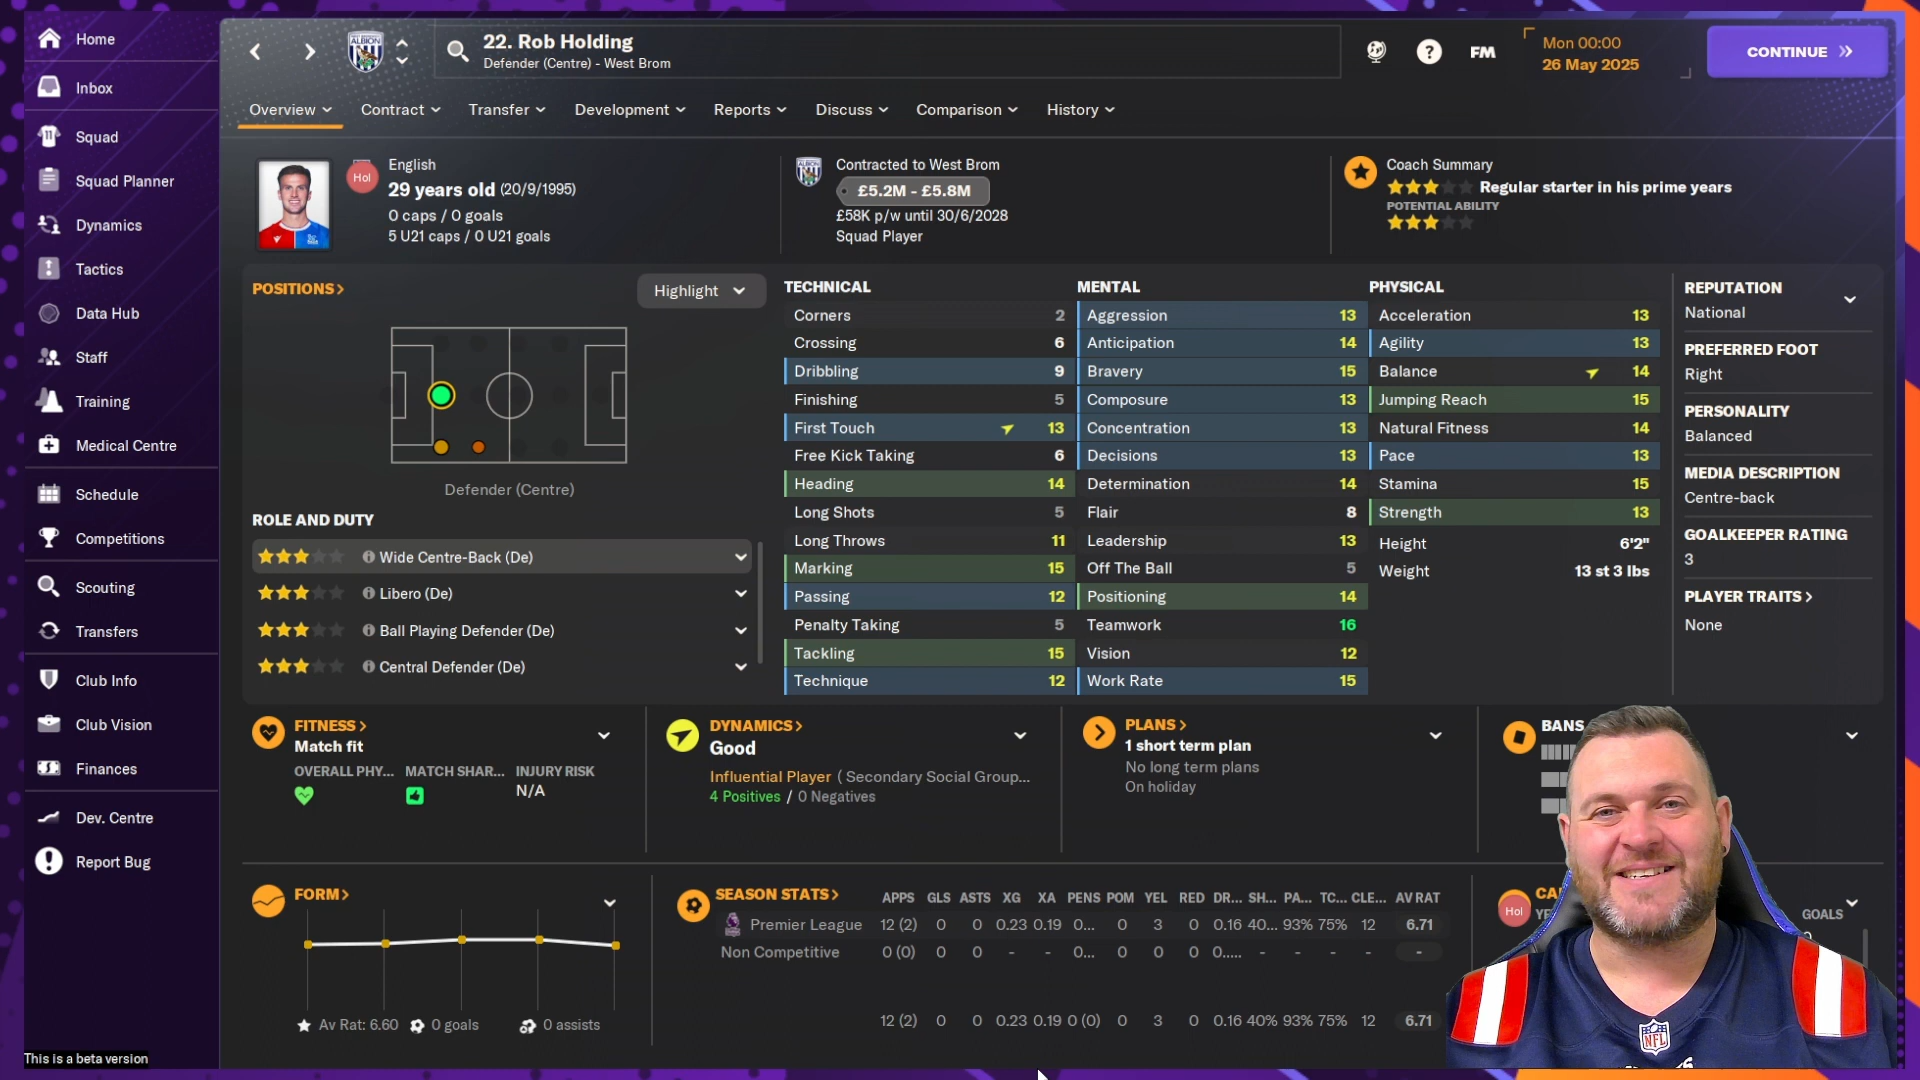 Home
Inbox
Squad
Squad Planner
Dynamics
Tactics
Data Hub
Staff
Training
Medical Centre
Schedule
Competitions
Scouting
Transfers
Club Info
Club Vision
Finances
Dev. Centre
Report Bug
This is a beta version
ALBION
22. Rob Holding
Defender (Centre) - West Brom
?
FM
Mon 00:00
26 May 2025
CONTINUE
Overview Contract Transfer Development Reports Discuss Comparison History
Hol
English
29 years old (20/9/1995)
0 caps / 0 goals
5 U21 caps / 0 U21 goals
Contracted to West Brom
£5.2M - £5.8M
£58K p/w until 30/6/2028
Squad Player
Coach Summary
Regular starter in his prime years
POTENTIAL ABILITY
POSITIONS
Highlight
Defender (Centre)
ROLE AND DUTY
Wide Centre-Back (De)
Libero (De)
Ball Playing Defender (De)
Central Defender (De)
TECHNICAL
Corners 2
Crossing 6
Dribbling 9
Finishing 5
First Touch 13
Free Kick Taking 6
Heading 14
Long Shots 5
Long Throws 11
Marking 15
Passing 12
Penalty Taking 5
Tackling 15
Technique 12
MENTAL
Aggression 13
Anticipation 14
Bravery 15
Composure 13
Concentration 13
Decisions 13
Determination 14
Flair 8
Leadership 13
Off The Ball 5
Positioning 14
Teamwork 16
Vision 12
Work Rate 15
PHYSICAL
Acceleration 13
Agility 13
Balance 14
Jumping Reach 15
Natural Fitness 14
Pace 13
Stamina 15
Strength 13
Height 6'2"
Weight 13 st 3 lbs
REPUTATION
National
PREFERRED FOOT
Right
PERSONALITY
Balanced
MEDIA DESCRIPTION
Centre-back
GOALKEEPER RATING
3
PLAYER TRAITS
None
FITNESS
Match fit
OVERALL PHY... MATCH SHAR... INJURY RISK
N/A
DYNAMICS
Good
Influential Player ( Secondary Social Group...
4 Positives / 0 Negatives
PLANS
1 short term plan
No long term plans
On holiday
BANS
FORM
Av Rat: 6.60 0 goals 0 assists
SEASON STATS APPS GLS ASTS XG XA PENS POM YEL RED DR... SH... PA... TC... CLE... AV RAT
Premier League 12 (2) 0 0 0.23 0.19 0... 0 3 0 0.16 40... 93% 75% 12 6.71
Non Competitive 0 (0) 0 0 - - 0... 0 0 0 0..... - - - - -
12 (2) 0 0 0.23 0.19 0 (0) 0 3 0 0.16 40% 93% 75% 12 6.71
Hol
CA
GOALS
NFL